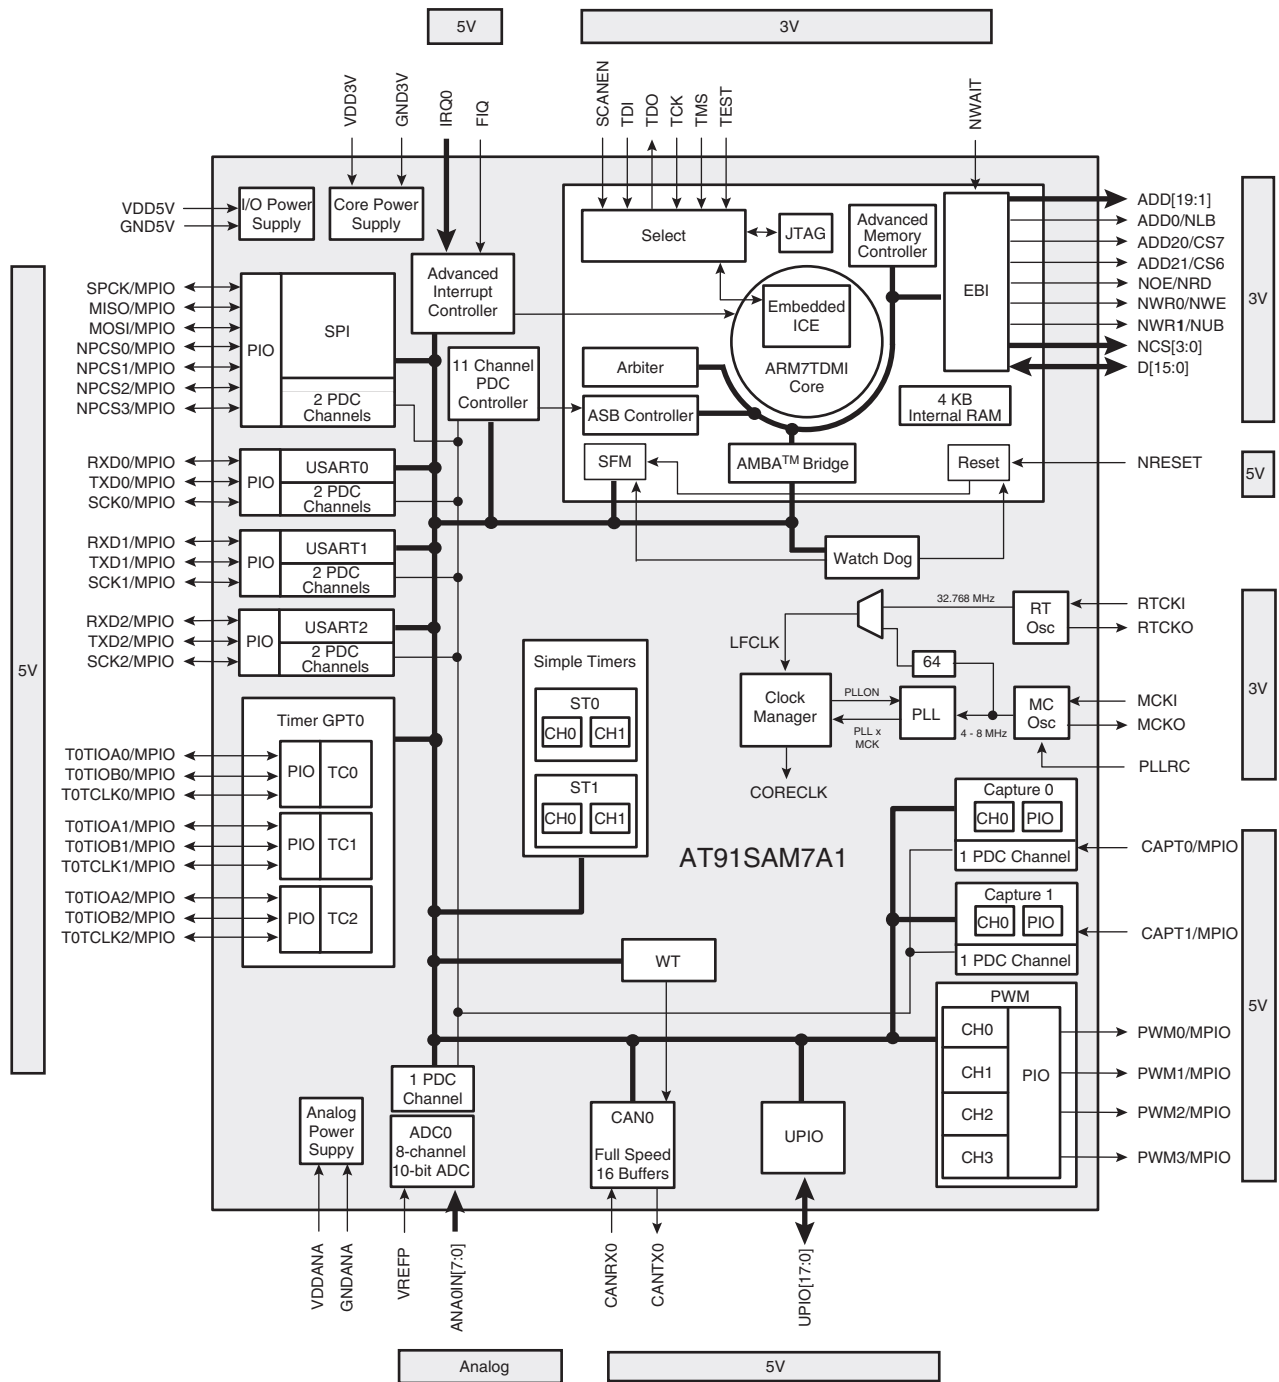 5V
3V
VDD3V
GND3V
IRQ0
FIQ
SCANEN
TDI
TDO
TCK
TMS
TEST
NWAIT
VDD5V
GND5V
I/O Power
Supply
Core Power
Supply
Advanced
Interrupt
Controller
Select
JTAG
Advanced
Memory
Controller
EBI
Embedded
ICE
ARM7TDMI
Core
ADD[19:1]
ADD0/NLB
ADD20/CS7
ADD21/CS6
NOE/NRD
NWR0/NWE
NWR1/NUB
NCS[3:0]
D[15:0]
3V
SPCK/MPIO
MISO/MPIO
MOSI/MPIO
NPCS0/MPIO
NPCS1/MPIO
NPCS2/MPIO
NPCS3/MPIO
PIO
SPI
2 PDC
Channels
11 Channel
PDC
Controller
Arbiter
ASB Controller
4 KB
Internal RAM
SFM
AMBA™ Bridge
Reset
NRESET
5V
RXD0/MPIO
TXD0/MPIO
SCK0/MPIO
PIO
USART0
2 PDC
Channels
RXD1/MPIO
TXD1/MPIO
SCK1/MPIO
PIO
USART1
2 PDC
Channels
Watch Dog
RXD2/MPIO
TXD2/MPIO
SCK2/MPIO
PIO
USART2
2 PDC
Channels
5V
32.768 MHz
RT
Osc
RTCKI
RTCKO
LFCLK
64
Clock
Manager
PLLON
PLL x
MCK
PLL
4 - 8 MHz
MC
Osc
MCKI
MCKO
PLLRC
CORECLK
3V
Simple Timers
ST0
CH0
CH1
ST1
CH0
CH1
Timer GPT0
T0TIOA0/MPIO
T0TIOB0/MPIO
T0TCLK0/MPIO
PIO
TC0
T0TIOA1/MPIO
T0TIOB1/MPIO
T0TCLK1/MPIO
PIO
TC1
T0TIOA2/MPIO
T0TIOB2/MPIO
T0TCLK2/MPIO
PIO
TC2
AT91SAM7A1
Capture 0
CH0
PIO
1 PDC Channel
CAPT0/MPIO
Capture 1
CH0
PIO
1 PDC Channel
CAPT1/MPIO
WT
PWM
CH0
CH1
CH2
CH3
PIO
PWM0/MPIO
PWM1/MPIO
PWM2/MPIO
PWM3/MPIO
5V
1 PDC
Channel
ADC0
8-channel
10-bit ADC
Analog
Power
Suppy
CAN0
Full Speed
16 Buffers
UPIO
VDDANA
GNDANA
VREFP
ANA0IN[7:0]
CANRX0
CANTX0
UPIO[17:0]
Analog
5V